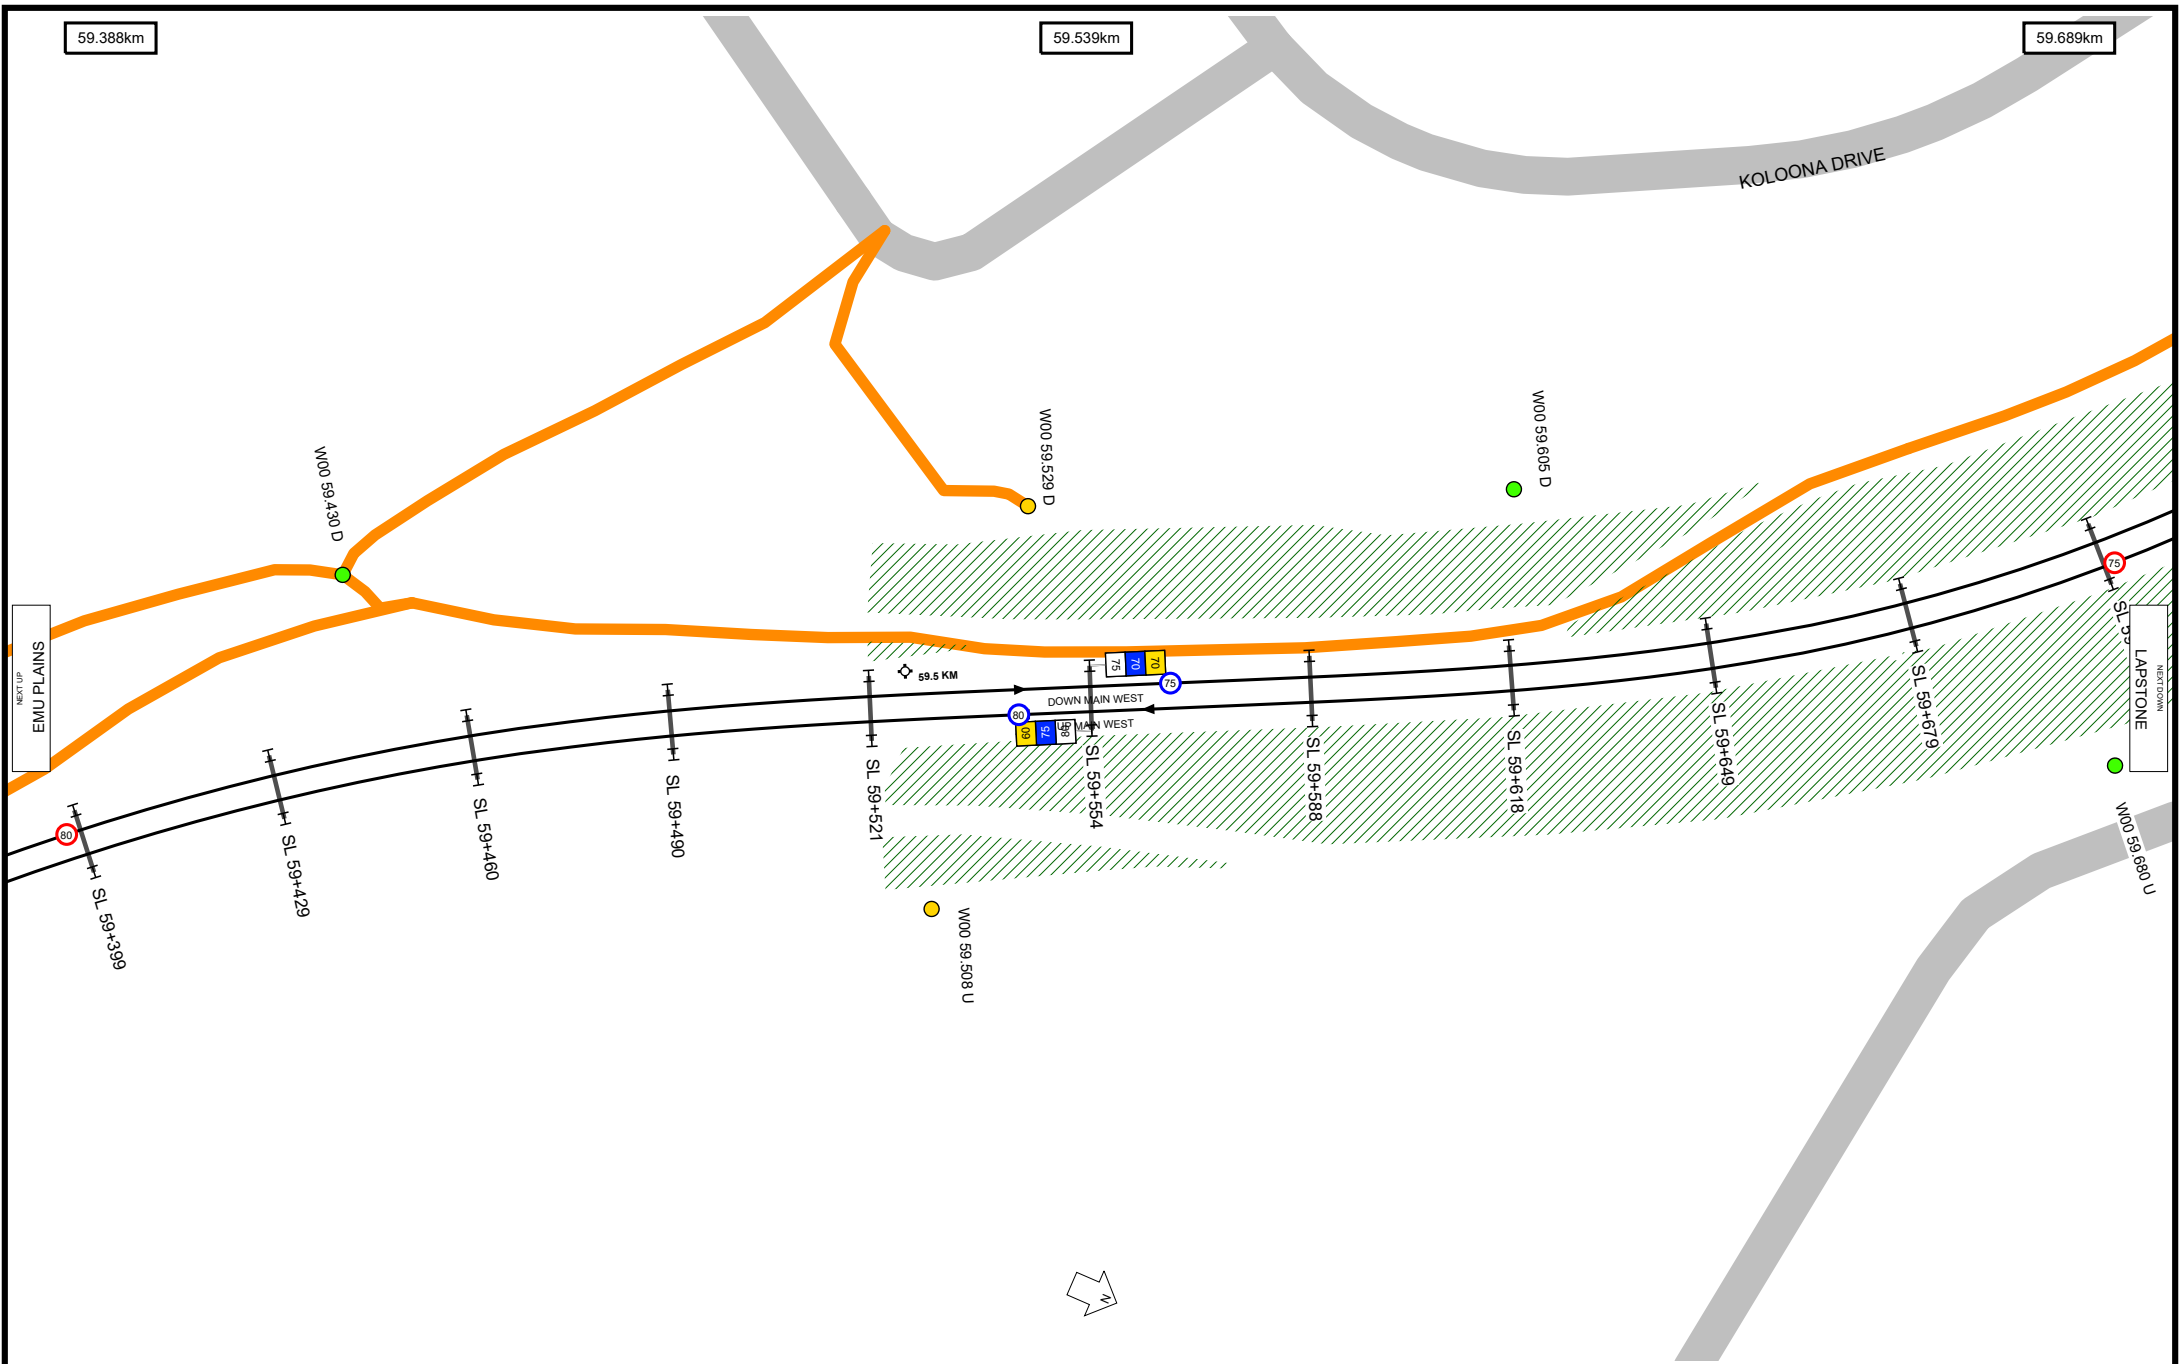 59.388km
59.539km
59.689km
KOLOONA DRIVE
W00 59.430 D
W00 59.529 D
W00 59.605 D
NEXT UP
EMU PLAINS
59.5 KM
75
70
70
75
DOWN MAIN WEST
80
UP MAIN WEST
60
75
80
75
NEXT DOWN
LAPSTONE
80
SL 59+399
SL 59+429
SL 59+460
SL 59+490
SL 59+521
SL 59+554
SL 59+588
SL 59+618
SL 59+649
SL 59+679
SL 59
W00 59.508 U
W00 59.680 U
N